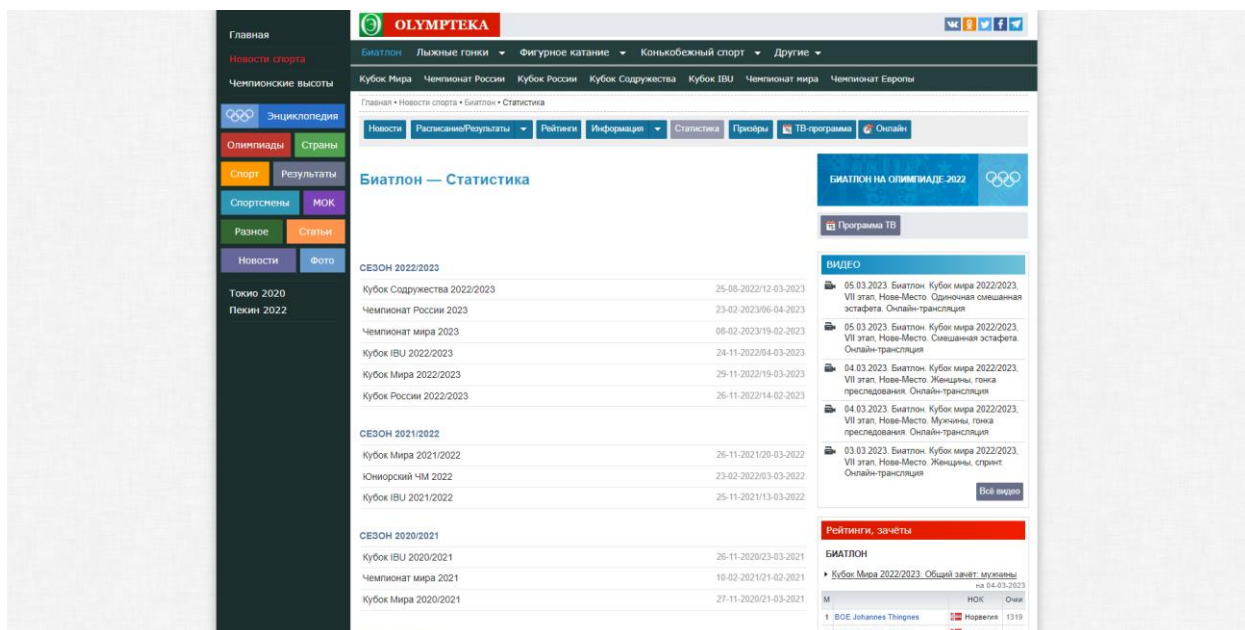 Главная
Новости спорта
Чемпионские высоты
Энциклопедия
Олимпиады
Страны
Спорт
Результаты
Спортсмены
МОК
Разное
Статьи
Новости
Фото
Токио 2020
Пекин 2022
OLYMPTEKA
Биатлон Лыжные гонки Фигурное катание Конькобежный спорт Другие
Кубок Мира Чемпионат России Кубок России Кубок Содружества Кубок IBU Чемпионат мира Чемпионат Европы
Главная • Новости спорта • Биатлон • Статистика
Новости Расписание/Результаты Рейтинги Информация Статистика Призёры ТВ-программа Онлайн
Биатлон — Статистика
СЕЗОН 2022/2023
Кубок Содружества 2022/2023 25-08-2022/12-03-2023
Чемпионат России 2023 23-02-2023/06-04-2023
Чемпионат мира 2023 08-02-2023/19-02-2023
Кубок IBU 2022/2023 24-11-2022/04-03-2023
Кубок Мира 2022/2023 29-11-2022/19-03-2023
Кубок России 2022/2023 26-11-2022/14-02-2023
СЕЗОН 2021/2022
Кубок Мира 2021/2022 26-11-2021/20-03-2022
Юниорский ЧМ 2022 23-02-2022/03-03-2022
Кубок IBU 2021/2022 25-11-2021/13-03-2022
СЕЗОН 2020/2021
Кубок IBU 2020/2021 26-11-2020/23-03-2021
Чемпионат мира 2021 10-02-2021/21-02-2021
Кубок Мира 2020/2021 27-11-2020/21-03-2021
БИАТЛОН НА ОЛИМПИАДЕ-2022
Программа ТВ
ВИДЕО
05.03.2023. Биатлон. Кубок мира 2022/2023,
VII этап, Нове-Место. Одиночная смешанная
эстафета. Онлайн-трансляция
05.03.2023. Биатлон. Кубок мира 2022/2023,
VII этап, Нове-Место. Смешанная эстафета.
Онлайн-трансляция
04.03.2023. Биатлон. Кубок мира 2022/2023,
VII этап, Нове-Место. Женщины, гонка
преследования. Онлайн-трансляция
04.03.2023. Биатлон. Кубок мира 2022/2023,
VII этап, Нове-Место. Мужчины, гонка
преследования. Онлайн-трансляция
03.03.2023. Биатлон. Кубок мира 2022/2023,
VII этап, Нове-Место. Женщины, спринт.
Онлайн-трансляция
Всё видео
Рейтинги, зачёты
БИАТЛОН
Кубок Мира 2022/2023: Общий зачёт: мужчины
на 04-03-2023
М НОК Очки
1 BOE Johannes Thingnes Норвегия 1319